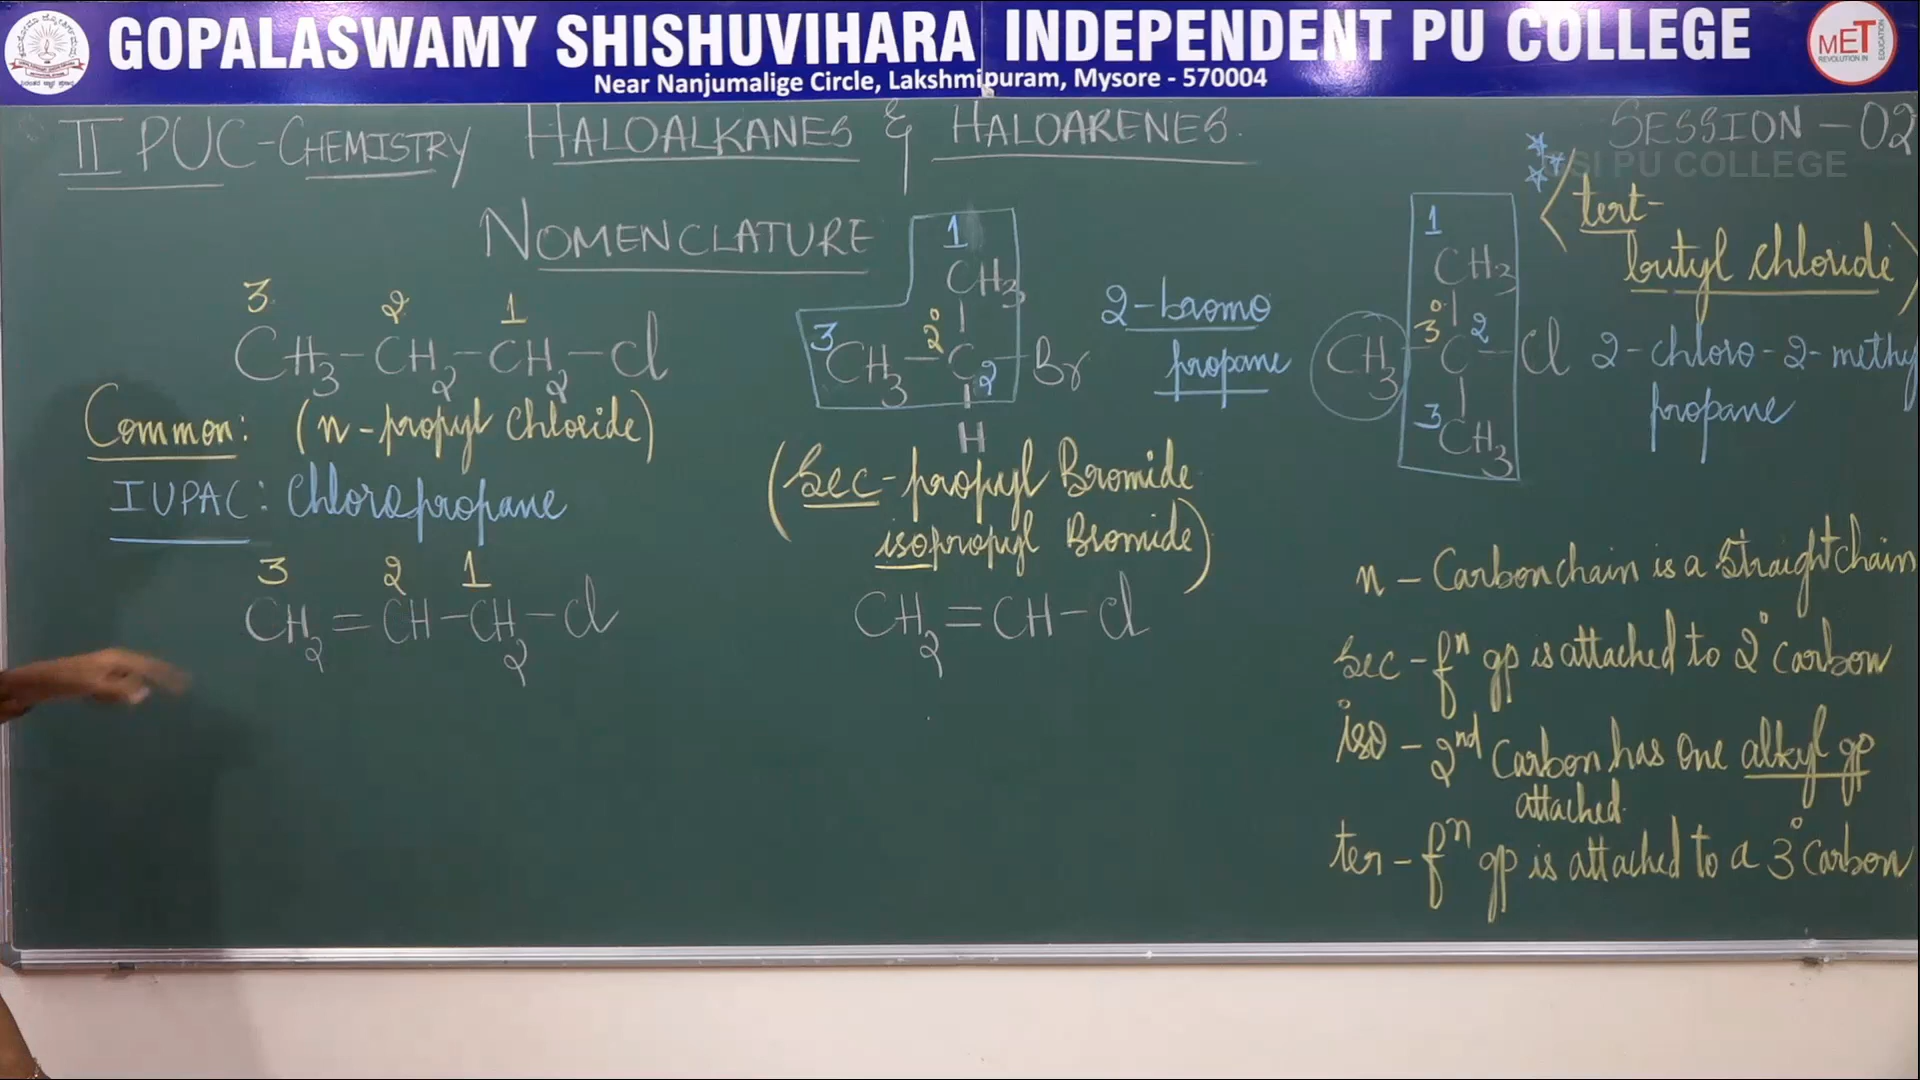 GOPALASWAMY SHISHUVIHARA INDEPENDENT PU COLLEGE
Near Nanjumalige Circle, Lakshmipuram, Mysore - 570004
MET
REVOLUTION IN EDUCATION
II PUC-CHEMISTRY HALOALKANES & HALOARENES
SESSION - 02
GSSI PU COLLEGE
NOMENCLATURE
3 2 1
CH3-CH2-CH2-Cl
Common: (n-propyl chloride)
IUPAC: Chloropropane
3 2 1
CH2=CH-CH2-Cl
1
CH3
3 2° 
CH3-C-Br
2
H
2-bromo
propane
(Sec-propyl Bromide
isopropyl Bromide)
CH2=CH-Cl
<tert-
butyl chloride>
1
CH3
3° 2
CH3-C-Cl
3
CH3
2-chloro-2-methy
propane
n - Carbon chain is a Straight chain
Sec - fn gp is attached to 2° Carbon
iso - 2nd Carbon has one alkyl gp
attached.
ter - fn gp is attached to a 3° Carbon